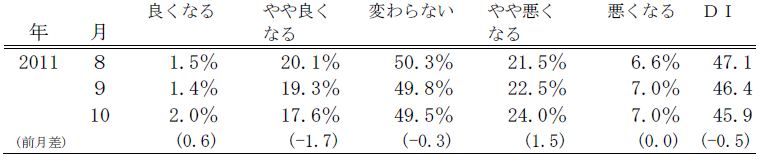 年 月 良くなる やや良くなる 変わらない やや悪くなる 悪くなる ＤＩ
2011 8 1.5% 20.1% 50.3% 21.5% 6.6% 47.1
9 1.4% 19.3% 49.8% 22.5% 7.0% 46.4
10 2.0% 17.6% 49.5% 24.0% 7.0% 45.9
(前月差) (0.6) (-1.7) (-0.3) (1.5) (0.0) (-0.5)